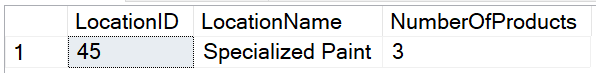 LocationID LocationName NumberOfProducts
1 45 Specialized Paint 3